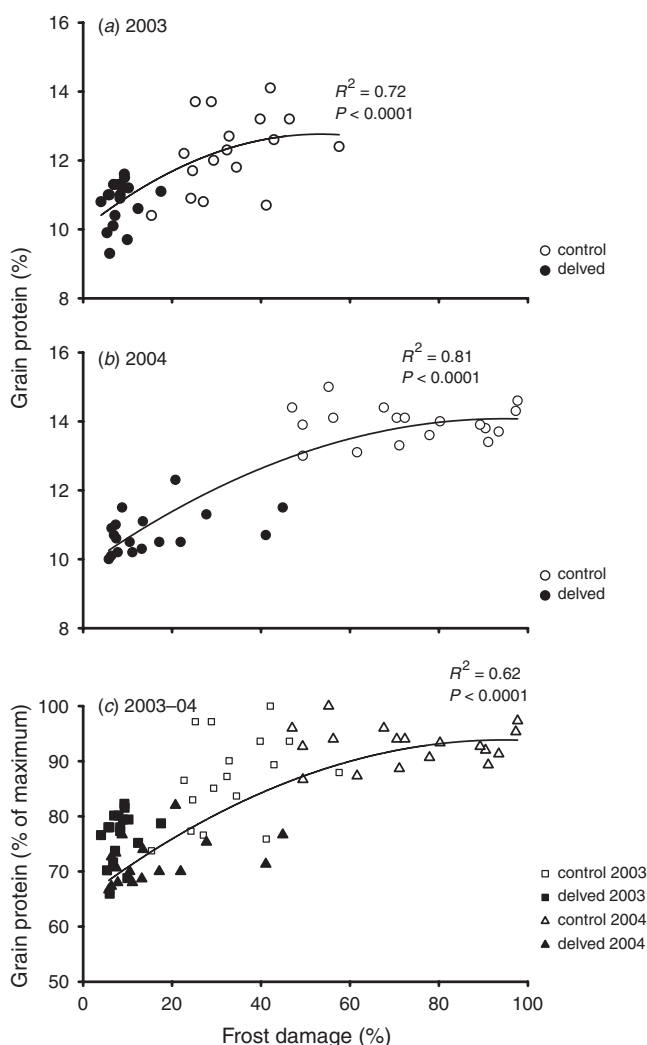 16
(a) 2003
14
R² = 0.72
P < 0.0001
12
10
8
control
delved
Grain protein (%)
16
(b) 2004
R² = 0.81
P < 0.0001
14
12
10
8
control
delved
R² = 0.62
P < 0.0001
100
(c) 2003–04
90
80
70
60
50
Grain protein (% of maximum)
control 2003
delved 2003
control 2004
delved 2004
0 20 40 60 80 100
Frost damage (%)